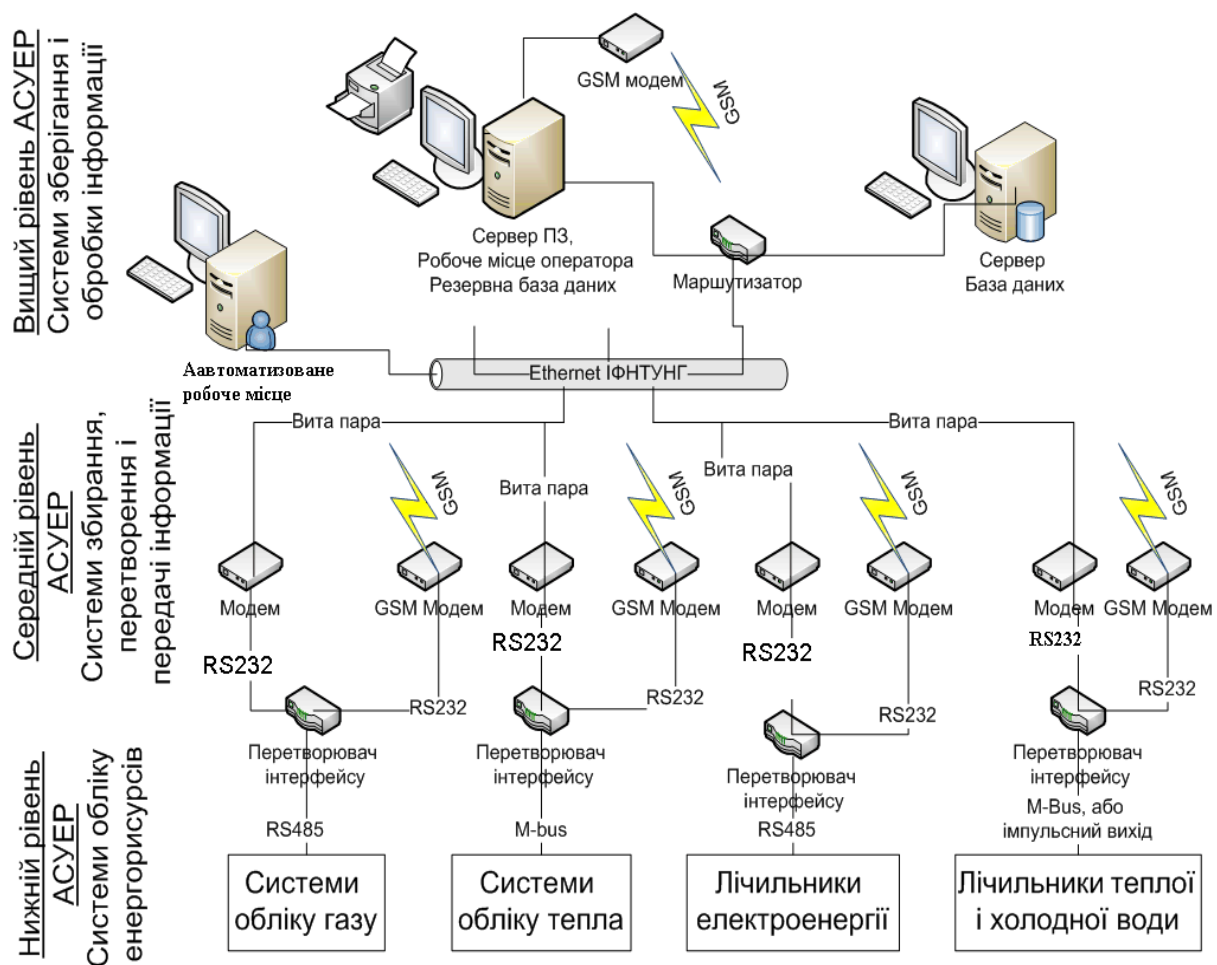 Вищий рівень АСУЕР
Системи зберігання і
обробки інформації
GSM модем
GSM
Сервер ПЗ,
Робоче місце оператора
Резервна база даних
Маршутизатор
Сервер
База даних
Аавтоматизоване
робоче місце
Ethernet ІФНТУНГ
Середній рівень
АСУЕР
Системи збирання,
перетворення і
передачі інформації
Вита пара
Вита пара
Вита пара
Вита пара
GSM
GSM
GSM
GSM
Модем
GSM Модем
Модем
GSM Модем
Модем
GSM Модем
Модем
GSM Модем
RS232
RS232
RS232
RS232
RS232
RS232
RS232
RS232
Перетворювач
інтерфейсу
Перетворювач
інтерфейсу
Перетворювач
інтерфейсу
Перетворювач
інтерфейсу
Нижній рівень
АСУЕР
Системи обліку
енергорисурсів
RS485
M-bus
RS485
M-Bus, або
імпульсний вихід
Системи
обліку газу
Системи
обліку тепла
Лічильники
електроенергії
Лічильники теплої
і холодної води